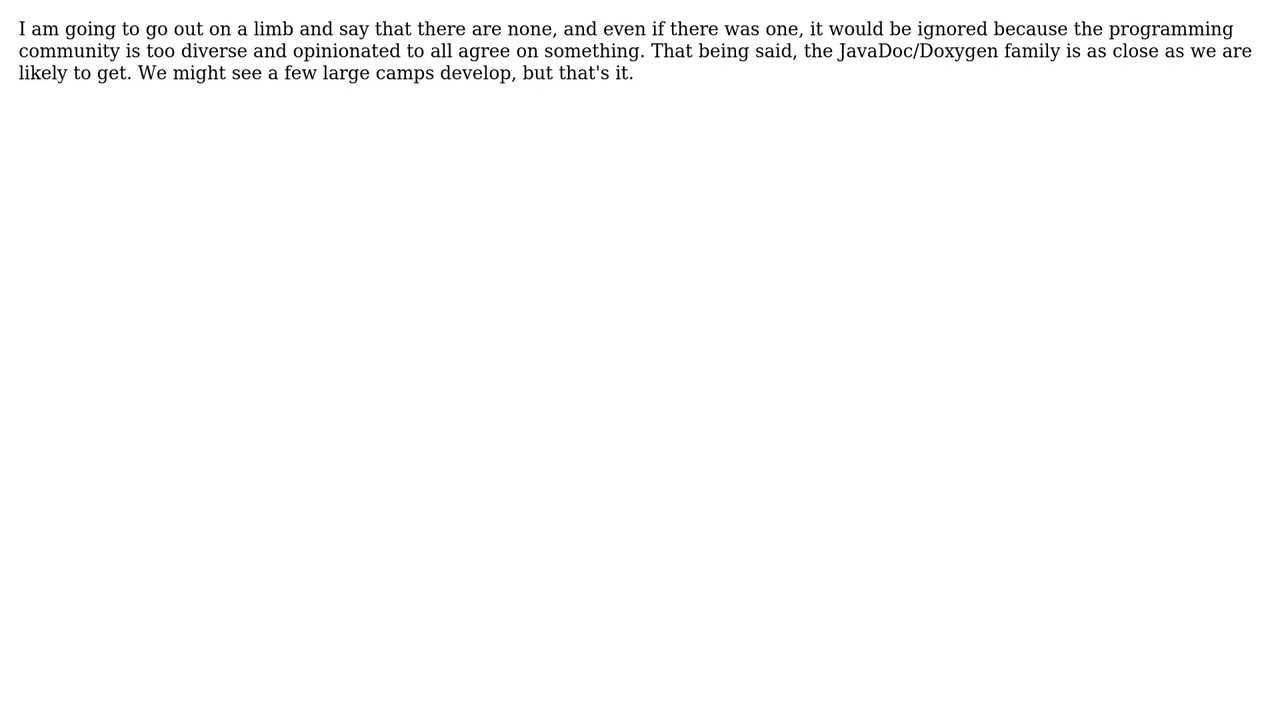 I am going to go out on a limb and say that there are none, and even if there was one, it would be ignored because the programming
community is too diverse and opinionated to all agree on something. That being said, the JavaDoc/Doxygen family is as close as we are
likely to get. We might see a few large camps develop, but that's it.